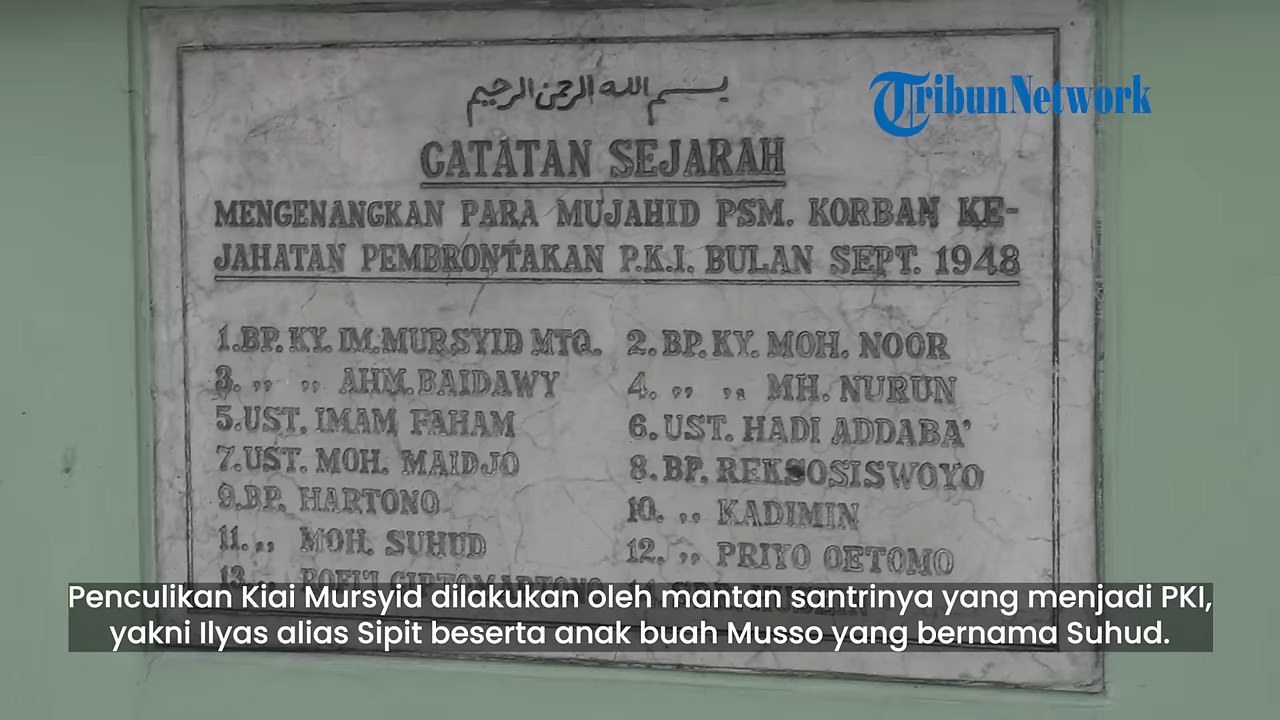 بسم الله الرحمن الرحيم
TribunNetwork
CATATAN SEJARAH
MENGENANGKAN PARA MUJAHID PSM. KORBAN KE-
JAHATAN PEMBRONTAKAN P.K.I. BULAN SEPT. 1948
1.BP. KY. IM.MURSYID MTQ. 2. BP. KY. MOH. NOOR
3. ,, ,, AHM. BAIDAWY 4. ,, ,, MH. NURUN
5.UST. IMAM FAHAM 6. UST. HADI ADDABA'
7.UST. MOH. MAIDJO 8. BP. REKSOSISWOYO
9.BP. HARTONO 10. ,, KADIMIN
11. ,, MOH. SUHUD 12. ,, PRIYO OETOMO
13. ,,
Penculikan Kiai Mursyid dilakukan oleh mantan santrinya yang menjadi PKI,
yakni Ilyas alias Sipit beserta anak buah Musso yang bernama Suhud.